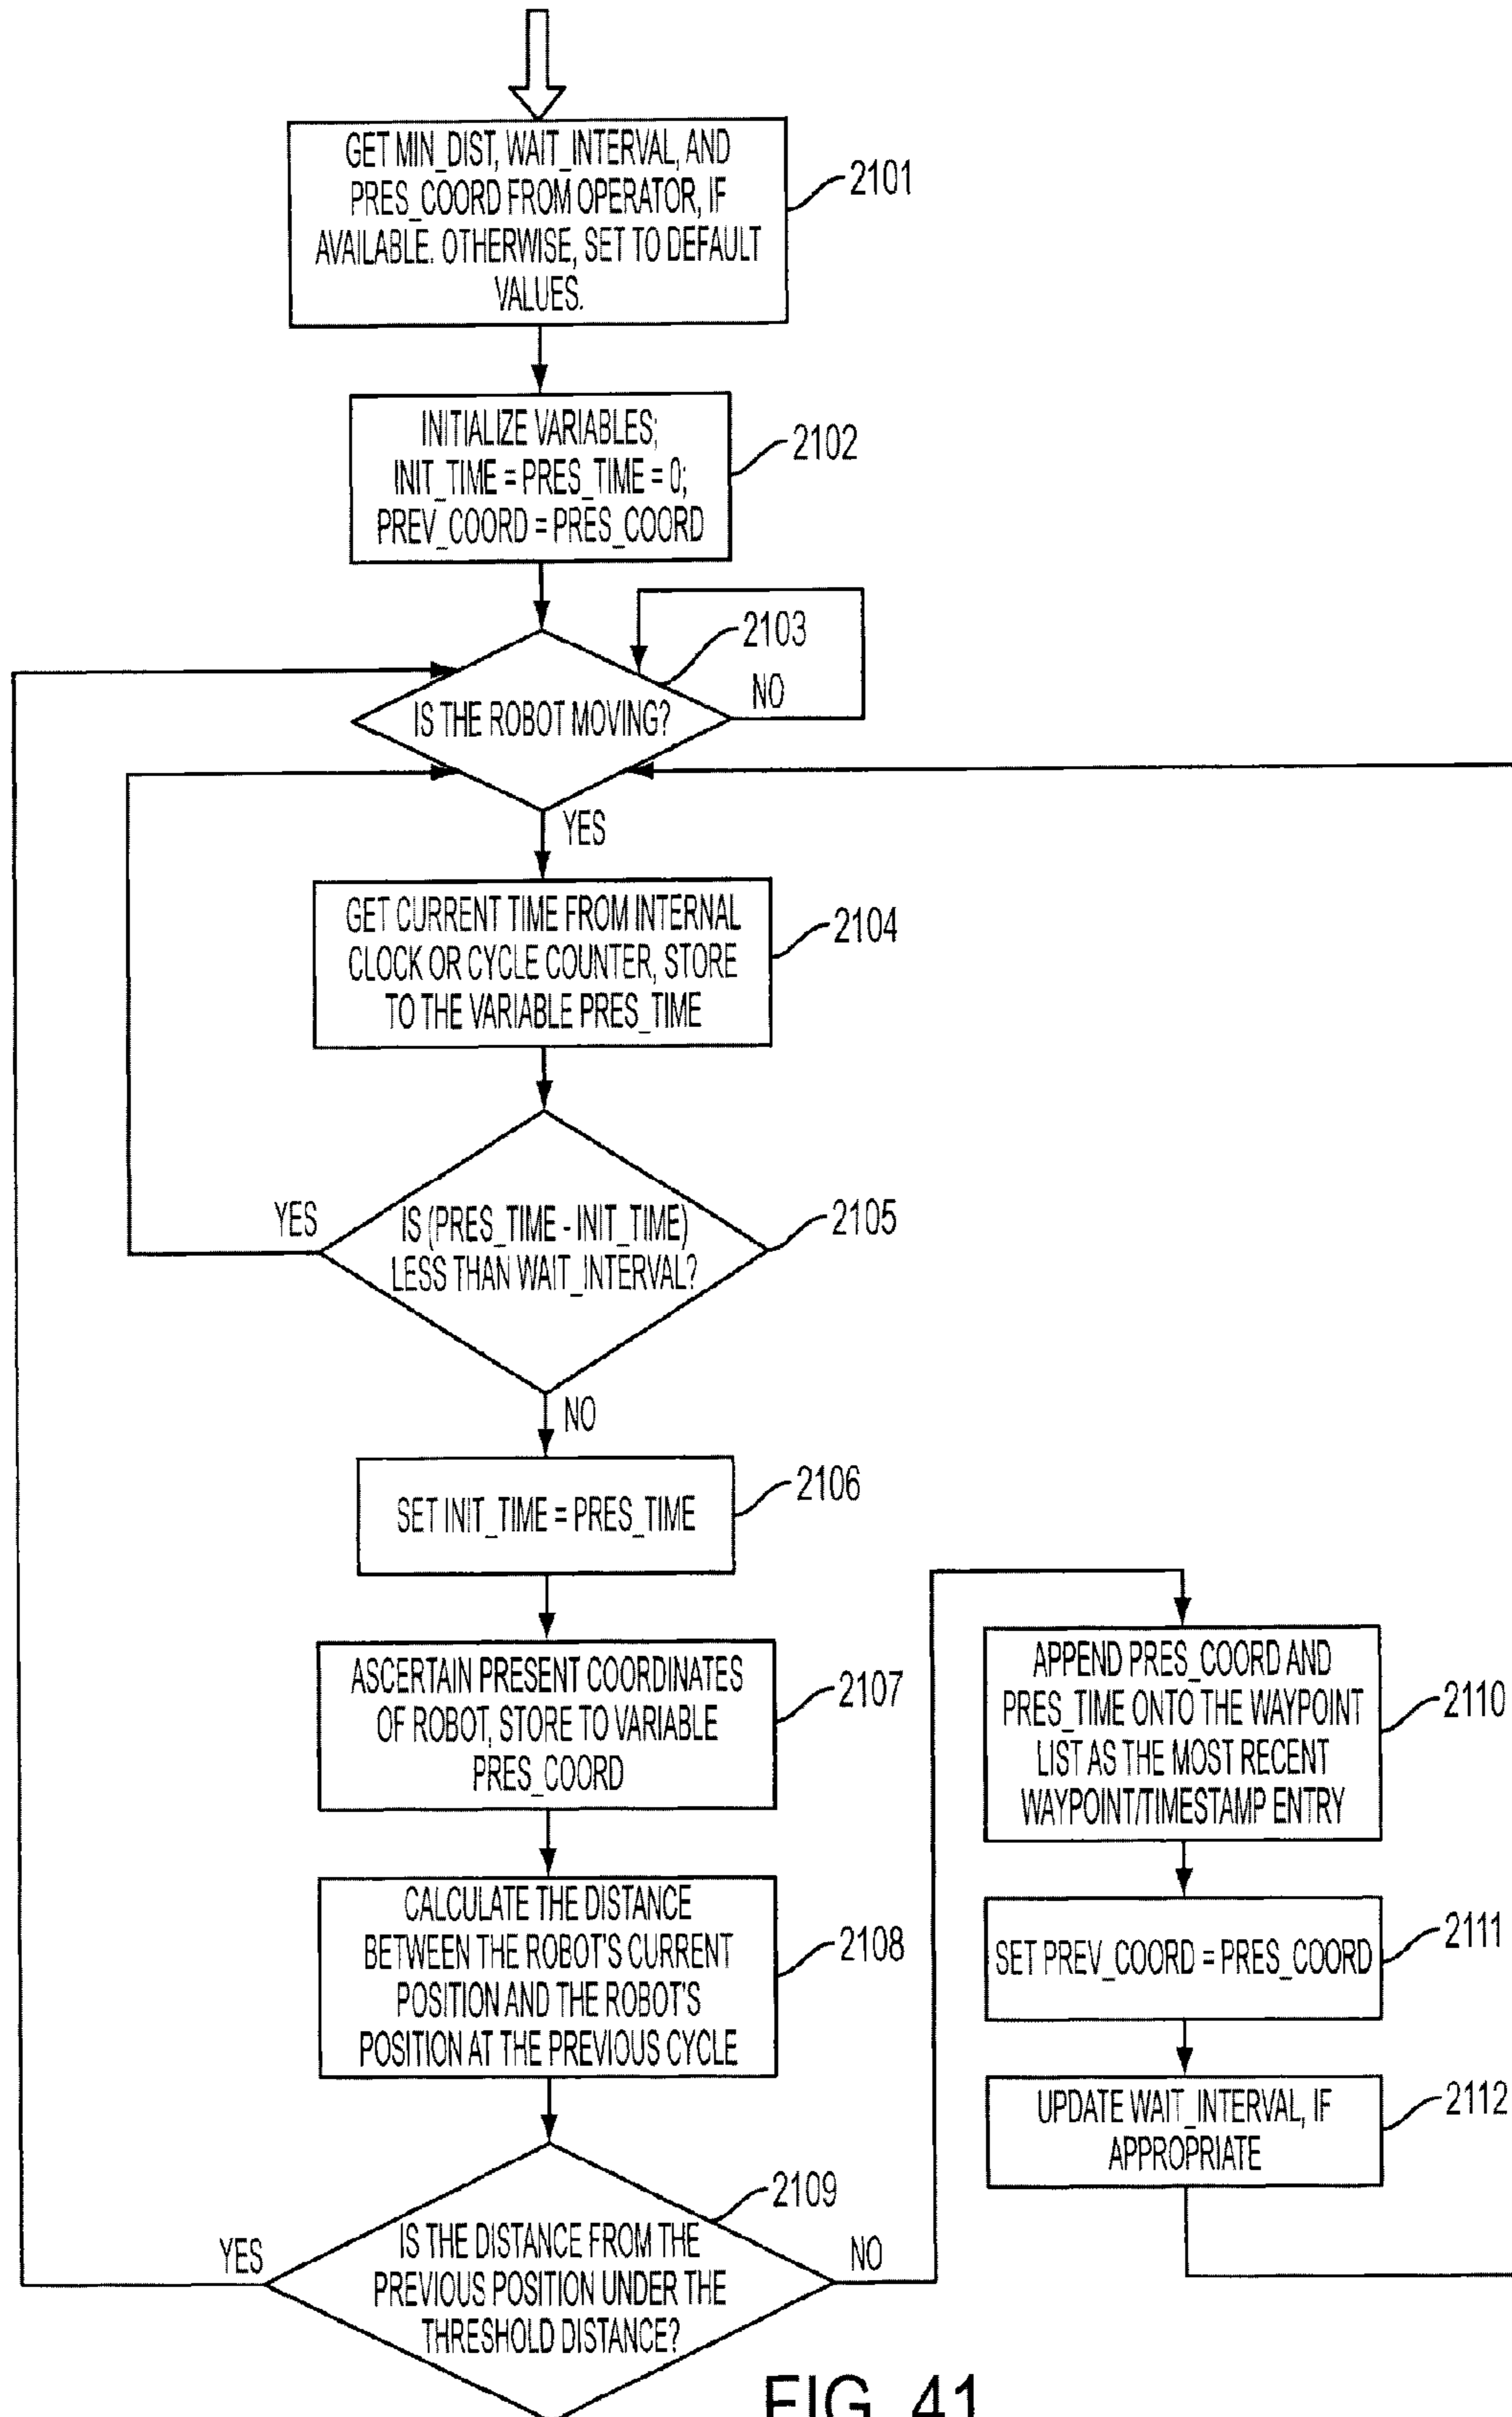 GET MIN_DIST, WAIT_INTERVAL, AND
PRES_COORD FROM OPERATOR, IF
AVAILABLE. OTHERWISE, SET TO DEFAULT
VALUES.
2101
INITIALIZE VARIABLES;
INIT_TIME = PRES_TIME = 0;
PREV_COORD = PRES_COORD
2102
2103
IS THE ROBOT MOVING?
NO
YES
GET CURRENT TIME FROM INTERNAL
CLOCK OR CYCLE COUNTER, STORE
TO THE VARIABLE PRES_TIME
2104
YES
IS (PRES_TIME - INIT_TIME)
LESS THAN WAIT_INTERVAL?
2105
NO
SET INIT_TIME = PRES_TIME
2106
ASCERTAIN PRESENT COORDINATES
OF ROBOT, STORE TO VARIABLE
PRES_COORD
2107
CALCULATE THE DISTANCE
BETWEEN THE ROBOT'S CURRENT
POSITION AND THE ROBOT'S
POSITION AT THE PREVIOUS CYCLE
2108
2109
YES
IS THE DISTANCE FROM THE
PREVIOUS POSITION UNDER THE
THRESHOLD DISTANCE?
NO
APPEND PRES_COORD AND
PRES_TIME ONTO THE WAYPOINT
LIST AS THE MOST RECENT
WAYPOINT/TIMESTAMP ENTRY
2110
SET PREV_COORD = PRES_COORD
2111
UPDATE WAIT_INTERVAL, IF
APPROPRIATE
2112
FIG. 41